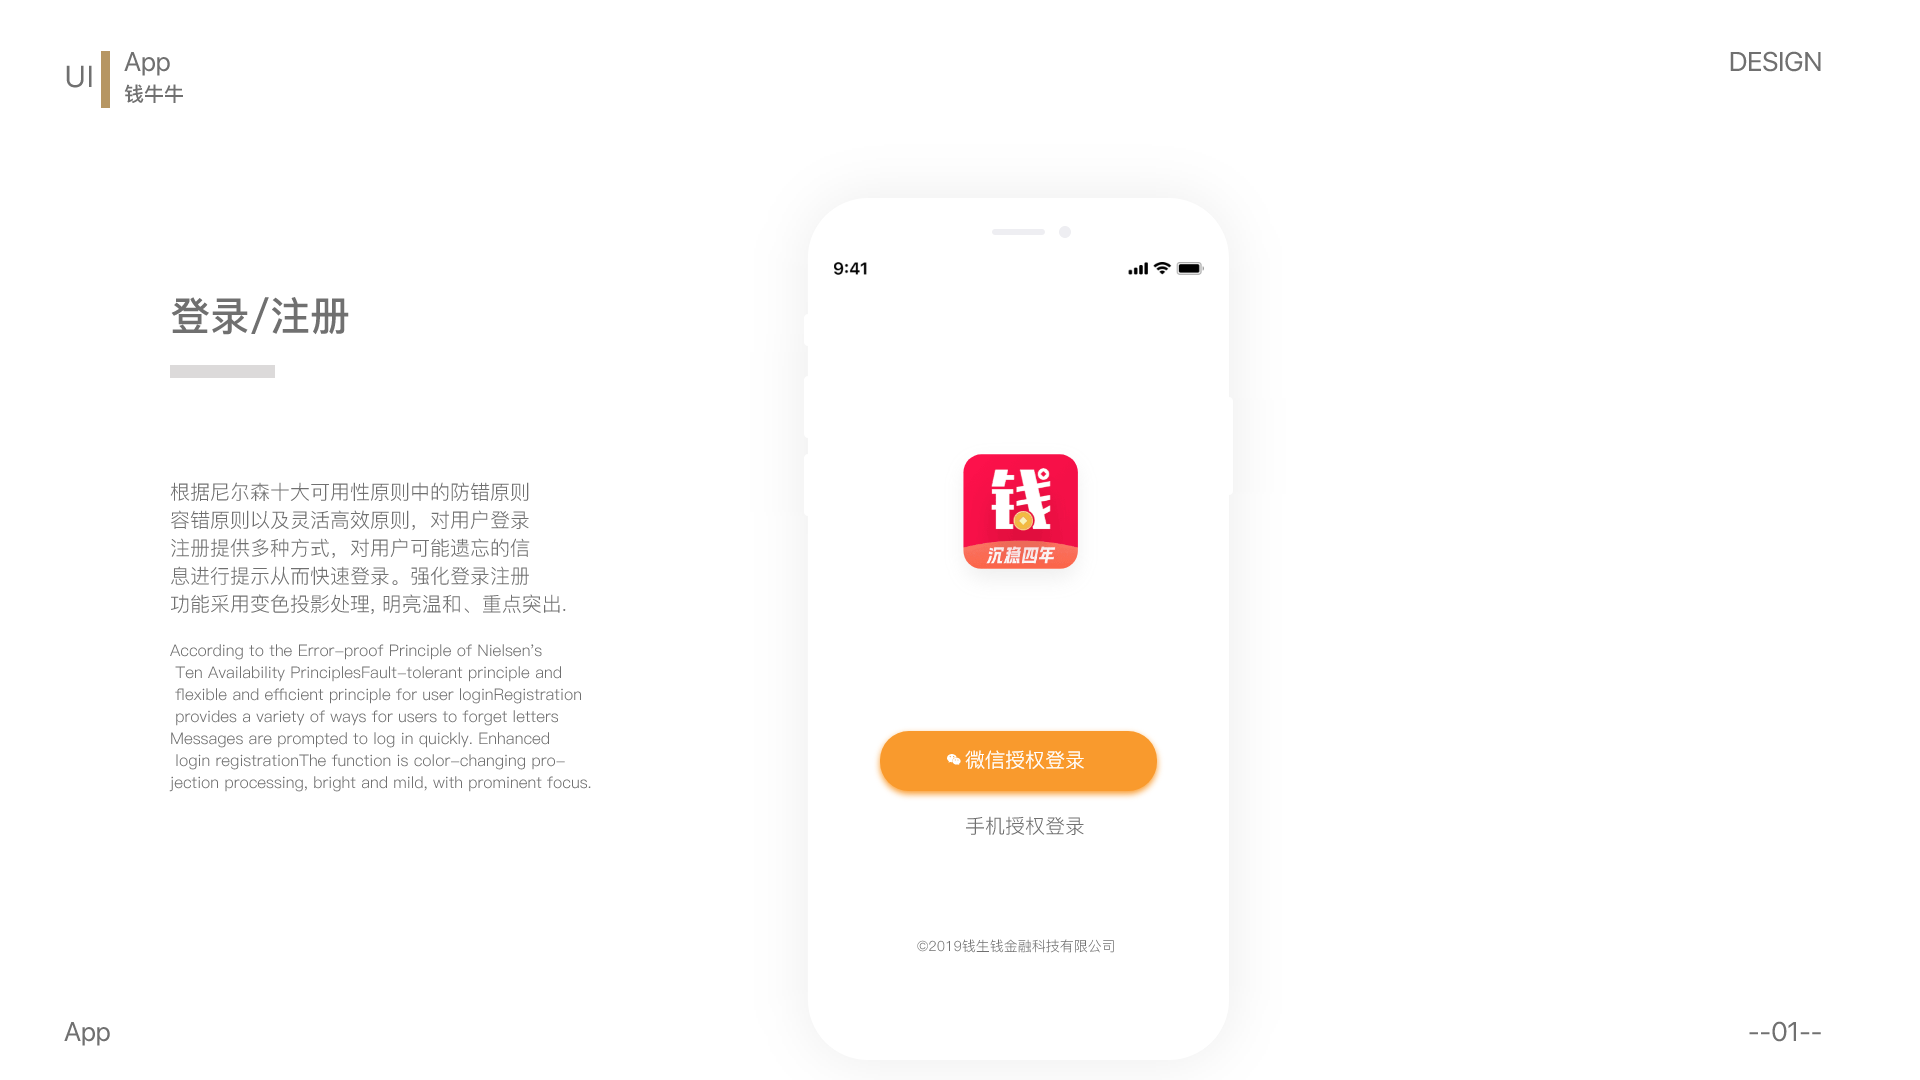 UI
App
钱牛牛
DESIGN
登录/注册
根据尼尔森十大可用性原则中的防错原则
容错原则以及灵活高效原则，对用户登录
注册提供多种方式，对用户可能遗忘的信
息进行提示从而快速登录。强化登录注册
功能采用变色投影处理, 明亮温和、重点突出.
According to the Error-proof Principle of Nielsen's
Ten Availability PrinciplesFault-tolerant principle and
flexible and efficient principle for user loginRegistration
provides a variety of ways for users to forget letters
Messages are prompted to log in quickly. Enhanced
login registrationThe function is color-changing pro-
jection processing, bright and mild, with prominent focus.
9:41
钱
沉稳四年
微信授权登录
手机授权登录
©2019钱生钱金融科技有限公司
App
--01--